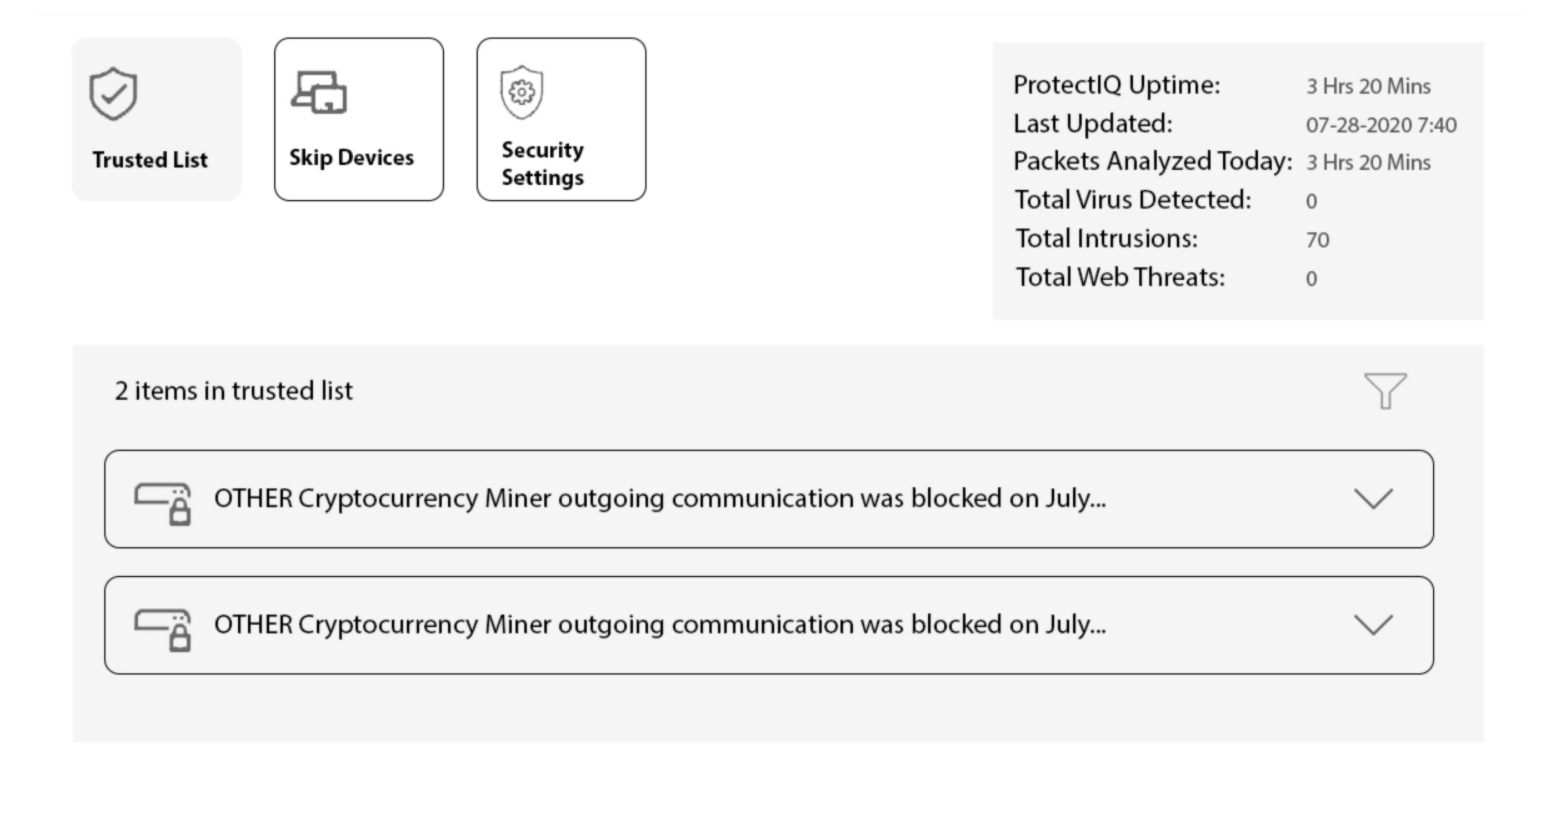 Trusted List
Skip Devices
Security
Settings
ProtectIQ Uptime: 3 Hrs 20 Mins
Last Updated: 07-28-2020 7:40
Packets Analyzed Today: 3 Hrs 20 Mins
Total Virus Detected: 0
Total Intrusions: 70
Total Web Threats: 0
2 items in trusted list
OTHER Cryptocurrency Miner outgoing communication was blocked on July...
OTHER Cryptocurrency Miner outgoing communication was blocked on July...